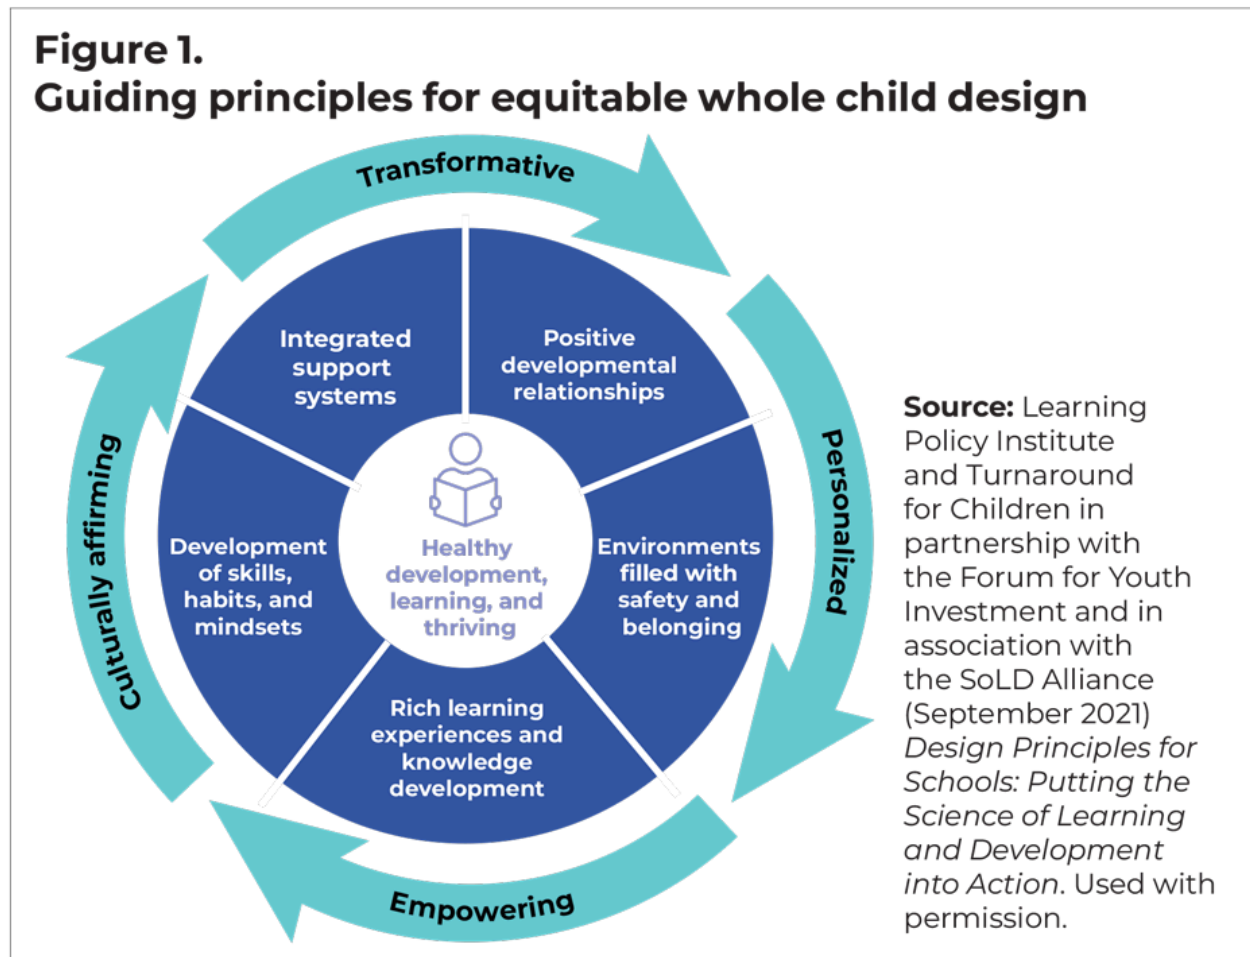 Figure 1.
Guiding principles for equitable whole child design
Transformative
Personalized
Empowering
Culturally affirming
Integrated
support
systems
Positive
developmental
relationships
Environments
filled with
safety and
belonging
Rich learning
experiences and
knowledge
development
Development
of skills,
habits, and
mindsets
Healthy
development,
learning, and
thriving
Source: Learning
Policy Institute
and Turnaround
for Children in
partnership with
the Forum for Youth
Investment and in
association with
the SoLD Alliance
(September 2021)
Design Principles for
Schools: Putting the
Science of Learning
and Development
into Action. Used with
permission.